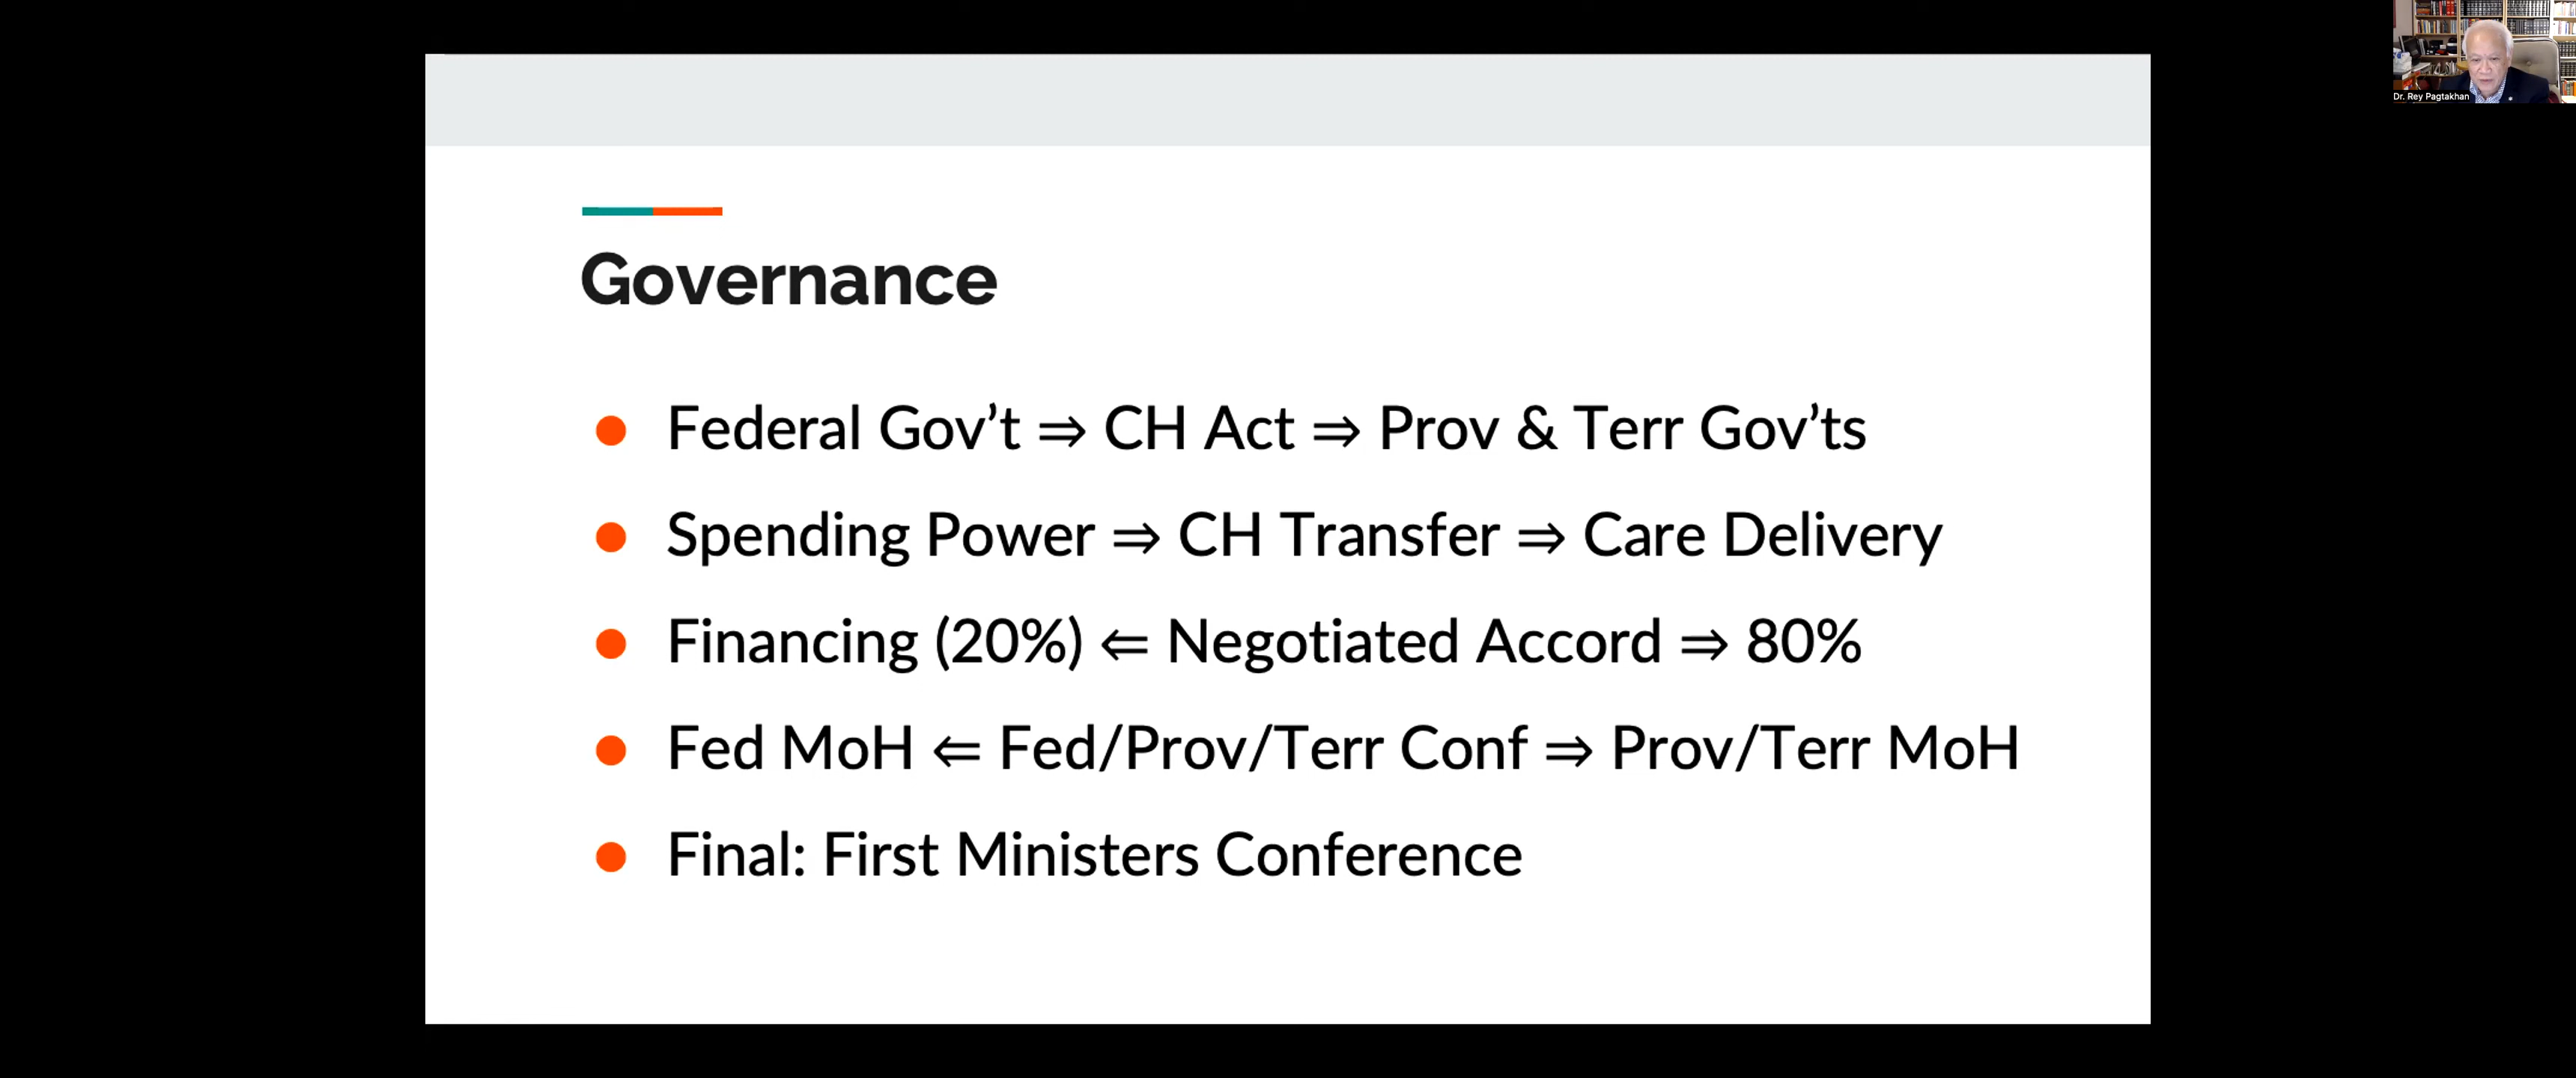 Dr. Rey Pagtakhan
Governance
Federal Gov’t ⇒ CH Act ⇒ Prov & Terr Gov’ts
Spending Power ⇒ CH Transfer ⇒ Care Delivery
Financing (20%) ⇐ Negotiated Accord ⇒ 80%
Fed MoH ⇐ Fed/Prov/Terr Conf ⇒ Prov/Terr MoH
Final: First Ministers Conference